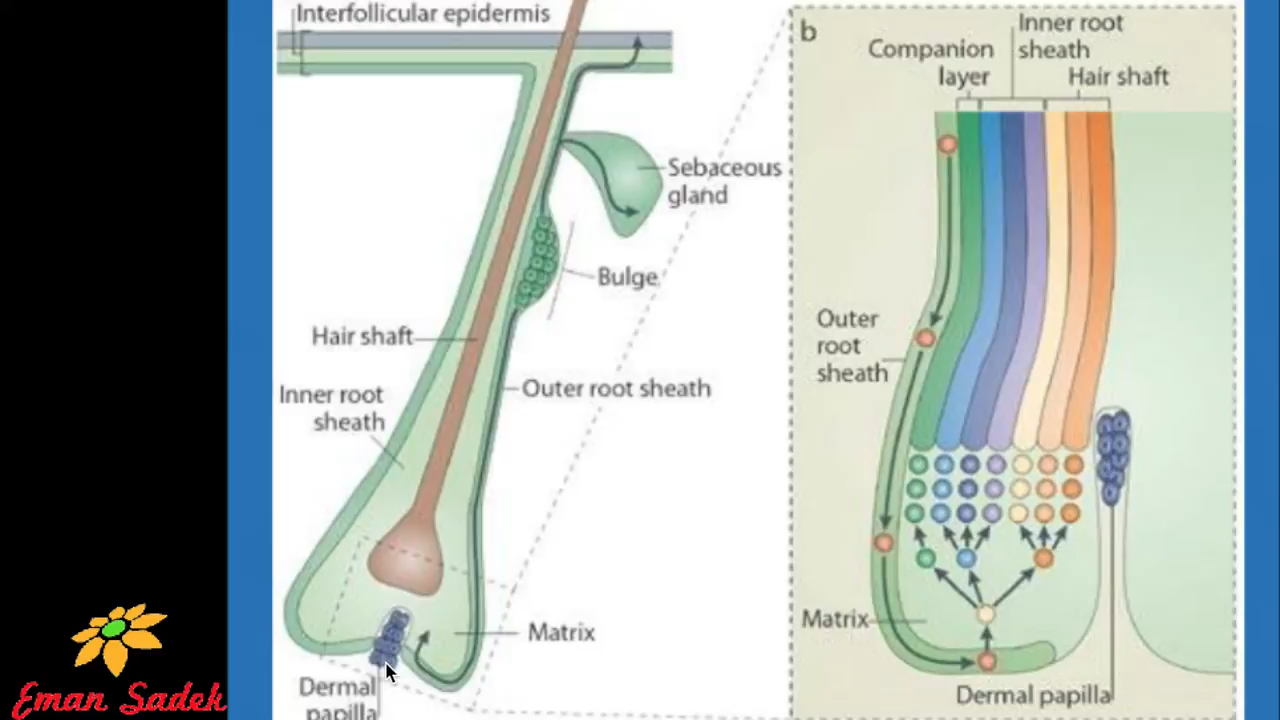 Interfollicular epidermis
Sebaceous
gland
Bulge
Hair shaft
Outer root sheath
Inner root
sheath
Matrix
Dermal
papilla
b
Companion
layer
Inner root
sheath
Hair shaft
Outer
root
sheath
Matrix
Dermal papilla
Eman Sadek